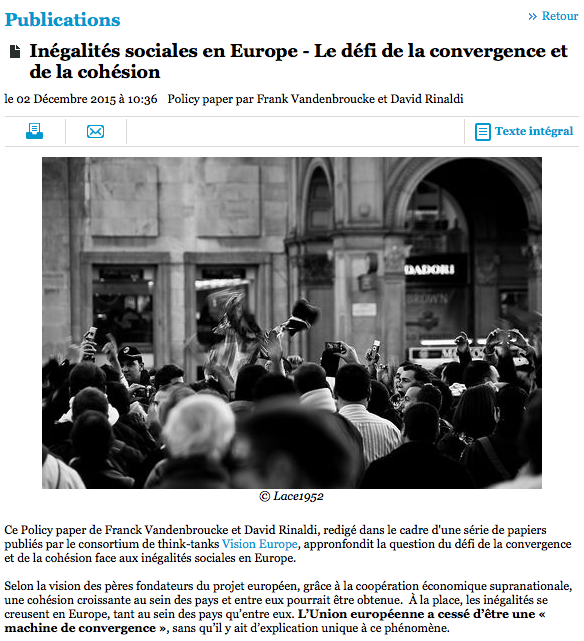 Publications
» Retour
Inégalités sociales en Europe - Le défi de la convergence et
de la cohésion
le 02 Décembre 2015 à 10:36 Policy paper par Frank Vandenbroucke et David Rinaldi
Texte intégral
DADORI
BROWN
© Lace1952
Ce Policy paper de Franck Vandenbroucke et David Rinaldi, redigé dans le cadre d'une série de papiers
publiés par le consortium de think-tanks Vision Europe, approfondit la question du défi de la convergence
et de la cohésion face aux inégalités sociales en Europe.
Selon la vision des pères fondateurs du projet européen, grâce à la coopération économique supranationale,
une cohésion croissante au sein des pays et entre eux pourrait être obtenue. À la place, les inégalités se
creusent en Europe, tant au sein des pays qu'entre eux. L'Union européenne a cessé d'être une «
machine de convergence », sans qu'il y ait d'explication unique à ce phénomène.